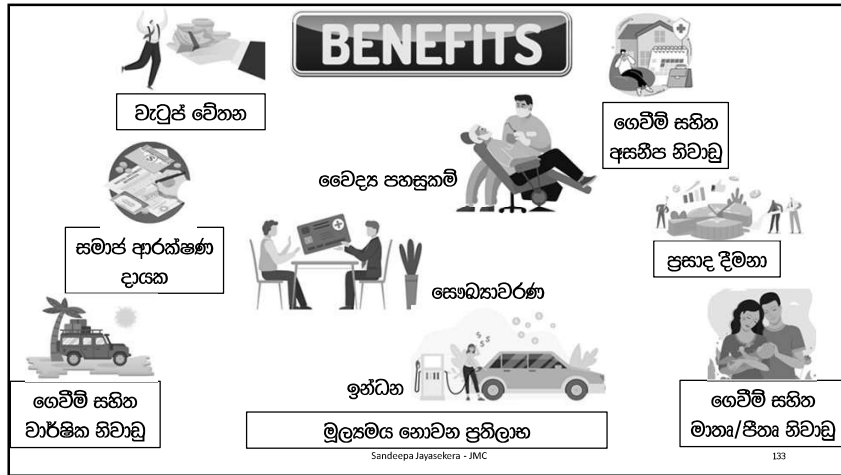 BENEFITS
වැටුප් වේතන
ගෙවීම් සහිත
අසනීප නිවාඩු
වෛද්‍ය පහසුකම්
සමාජ ආරක්ෂණ
දායක
ප්‍රසාද දීමනා
සෞඛ්‍යාවරණ
ඉන්ධන
ගෙවීම් සහිත
වාර්ෂික නිවාඩු
මූල්‍යමය නොවන ප්‍රතිලාභ
ගෙවීම් සහිත
මාතෘ/පීතෘ නිවාඩු
Sandeepa Jayasekera - JMC
133